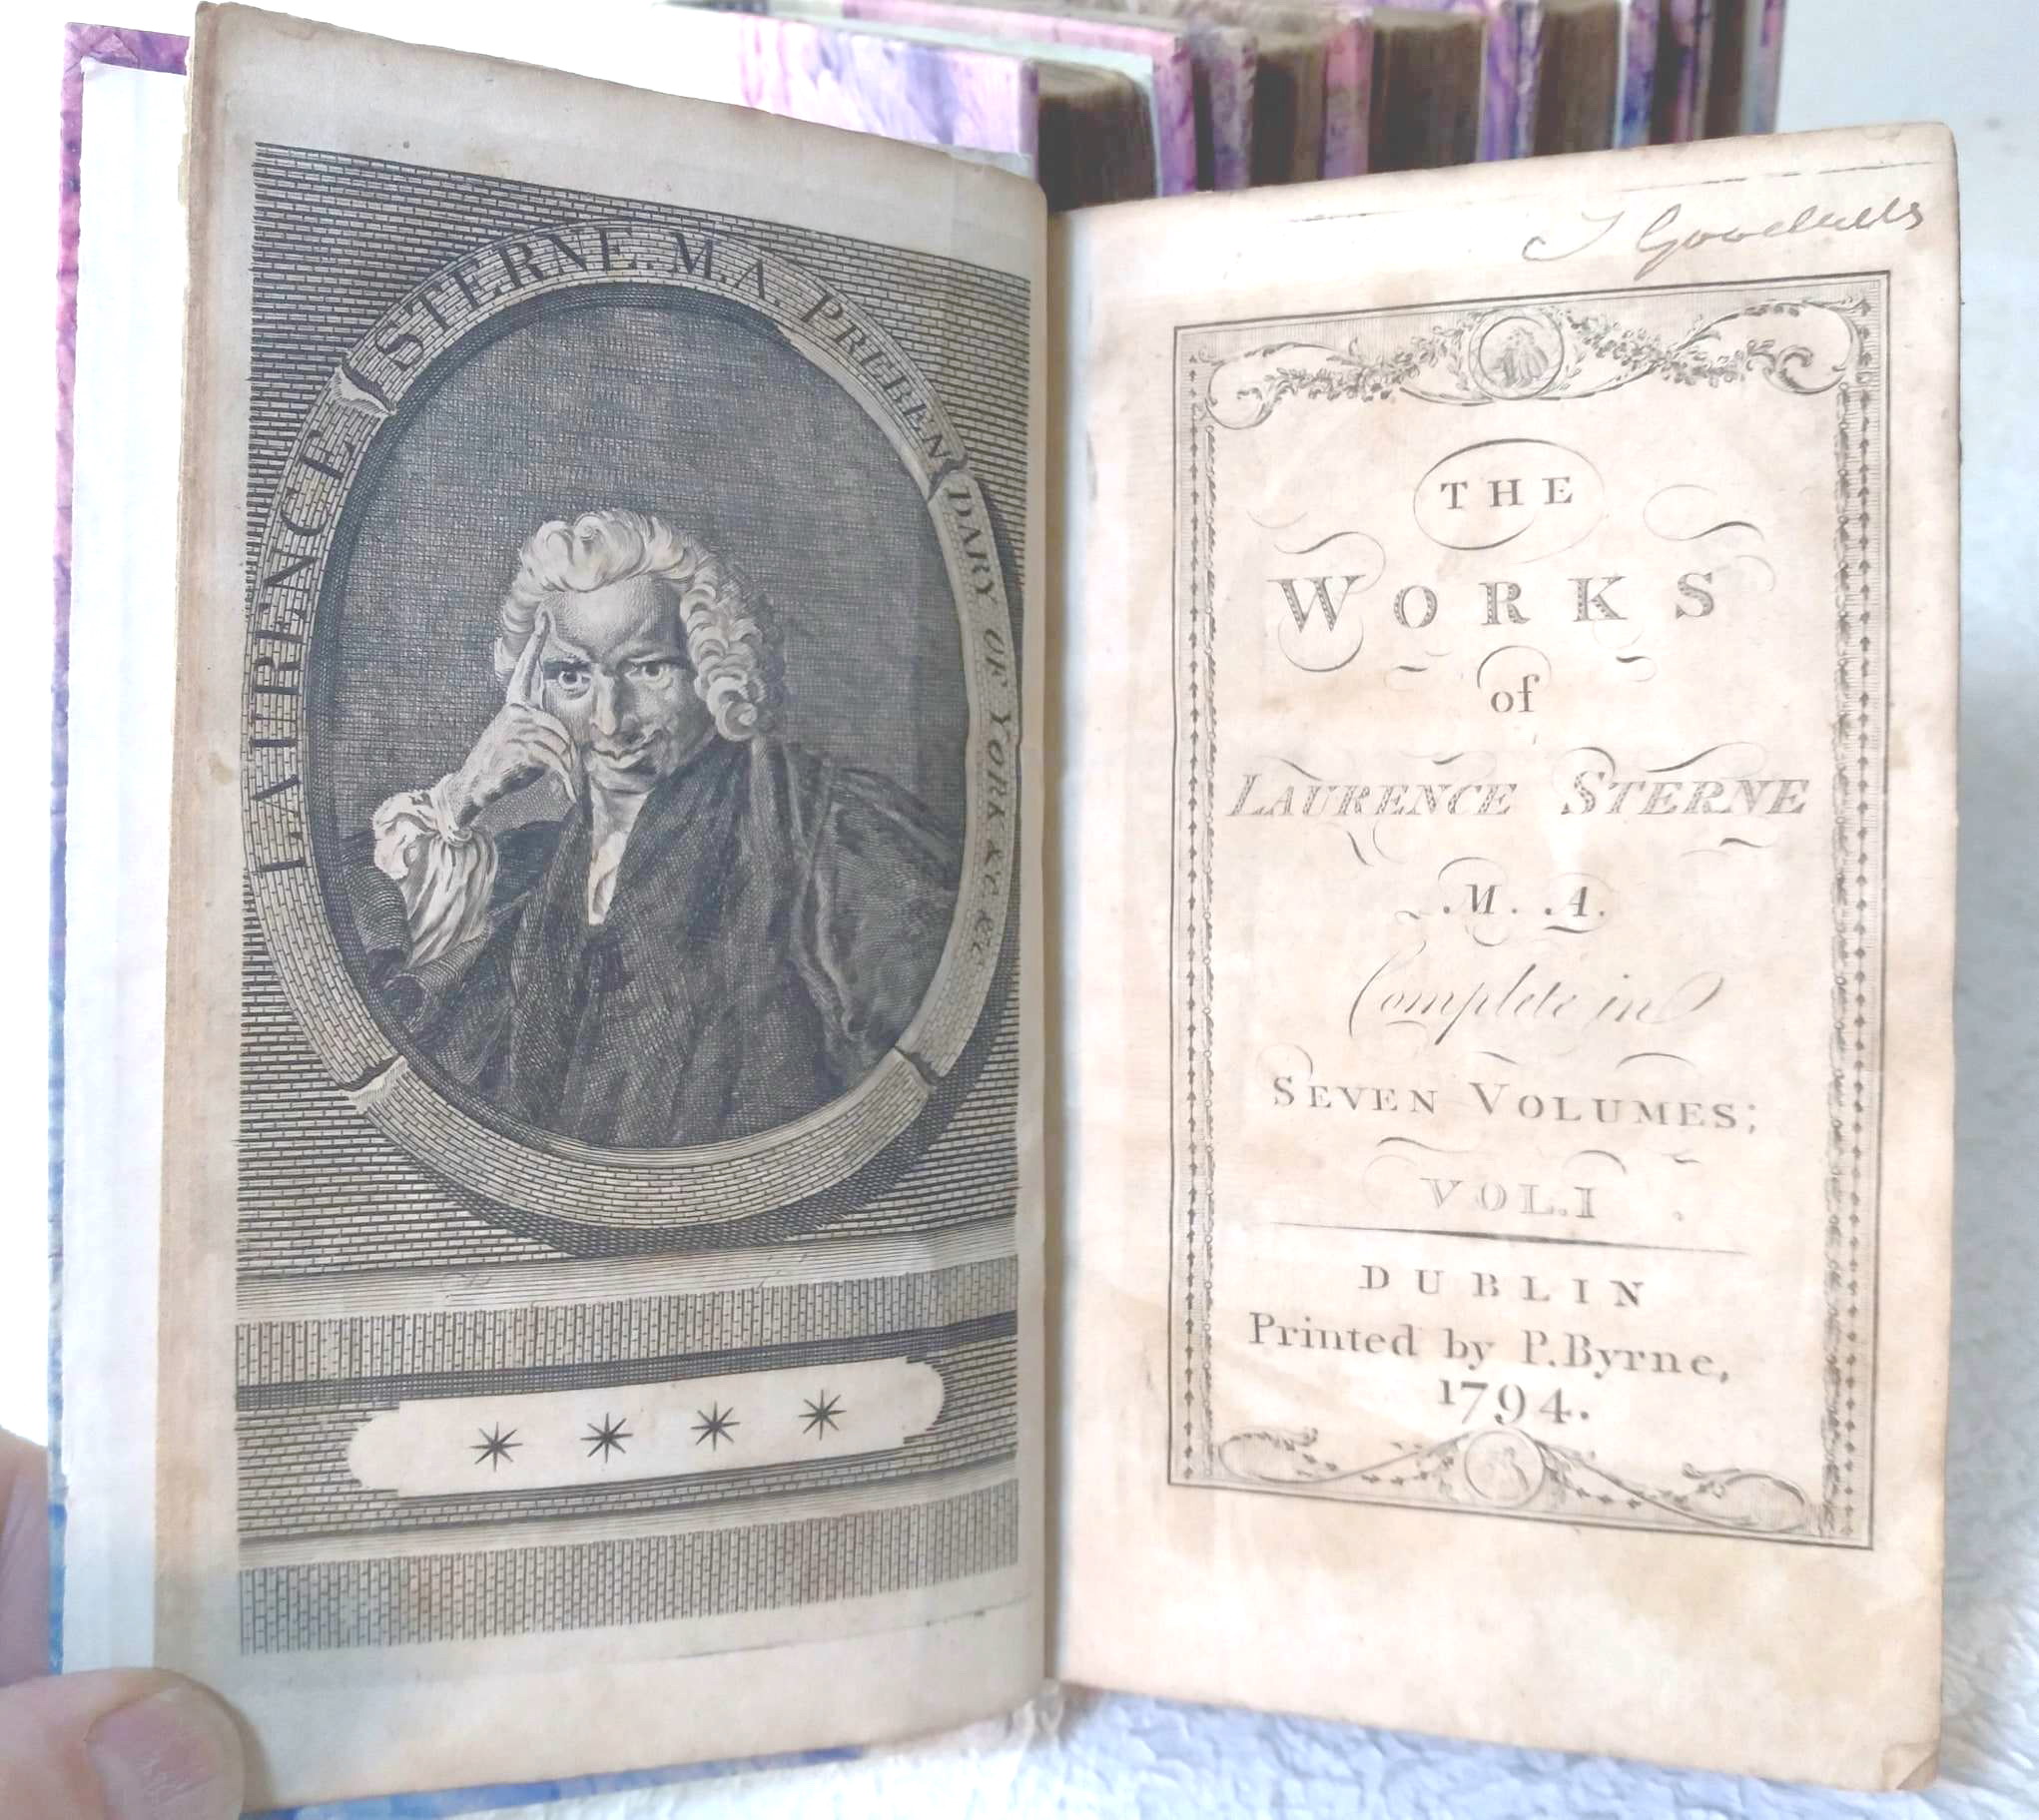 LAURENCE STERNE. M.A. PREBENDARY OF YORK &c &c
* * * *
THE
WORKS
of
LAURENCE STERNE
M. A.
Complete in
SEVEN VOLUMES;
VOL.I.
DUBLIN
Printed by P.Byrne,
1794.